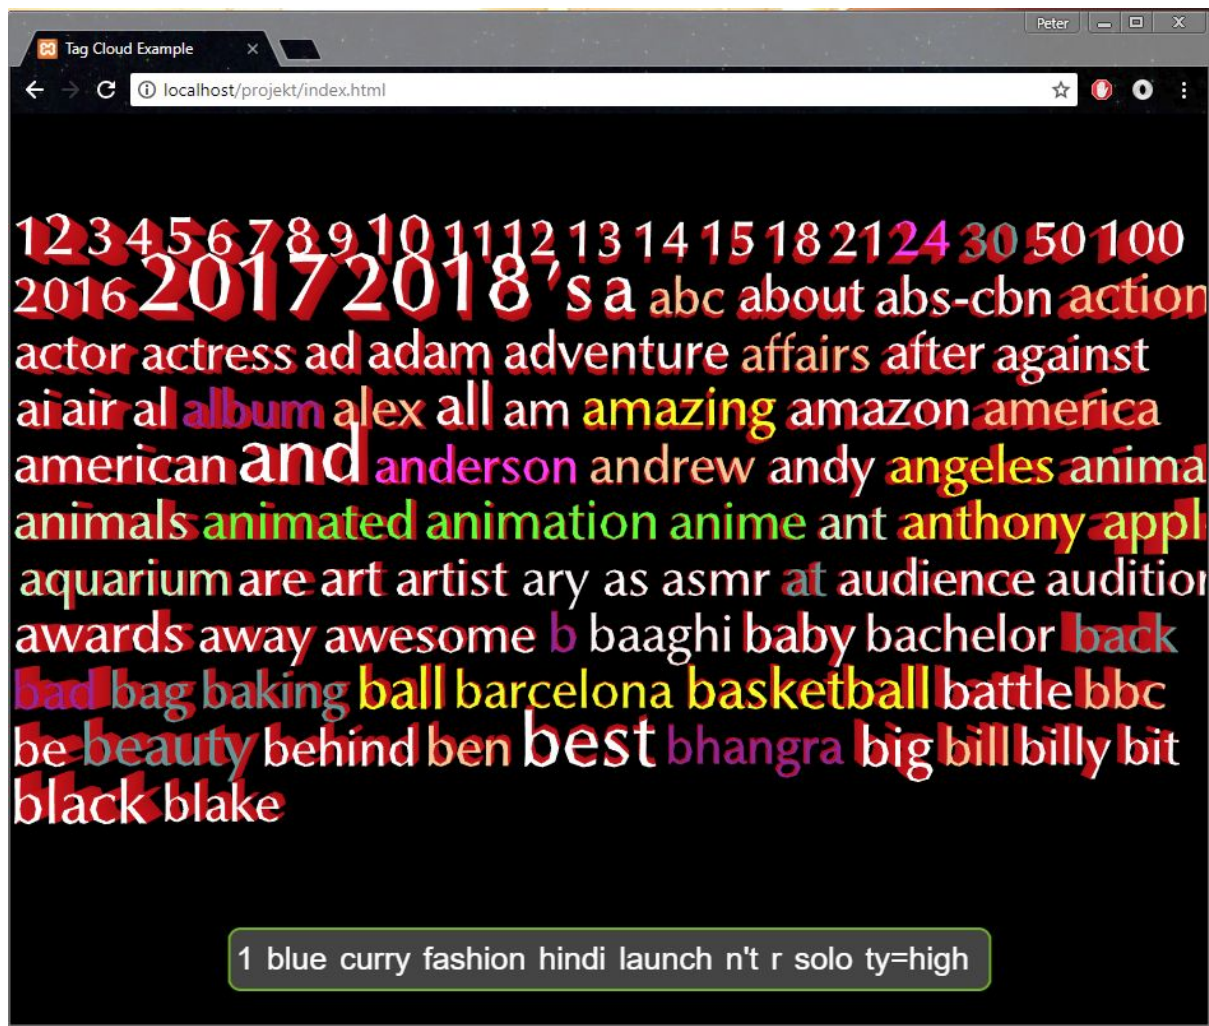 Peter
Tag Cloud Example
localhost/projekt/index.html
1 2 3 4 5 6 7 8 9 10 11 12 13 14 15 18 21 24 30 50 100
2016 2017 2018 's a abc about abs-cbn action
actor actress ad adam adventure affairs after against
ai air al album alex all am amazing amazon america
american and anderson andrew andy angeles anima
animals animated animation anime ant anthony appl
aquarium are art artist ary as asmr at audience audition
awards away awesome b baaghi baby bachelor back
bad bag baking ball barcelona basketball battle bbc
be beauty behind ben best bhangra big bill billy bit
black blake
1 blue curry fashion hindi launch n't r solo ty=high